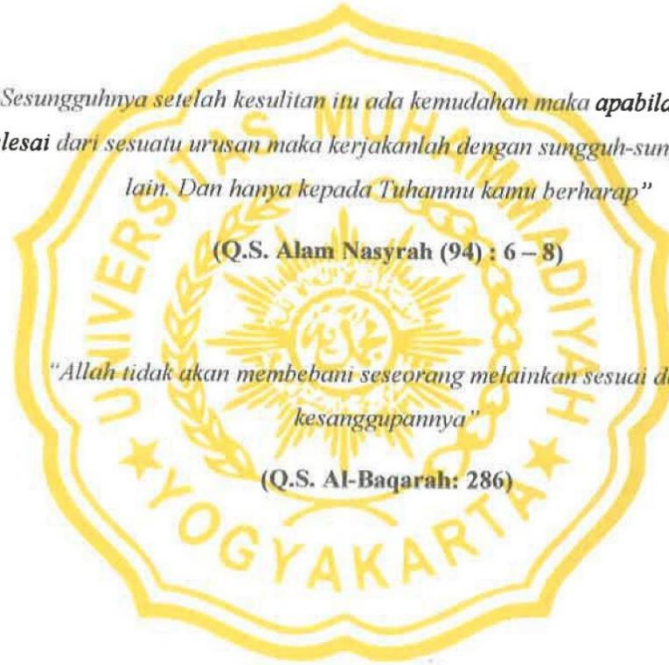 Sesungguhnya setelah kesulitan itu ada kemudahan maka apabila
lesai dari sesuatu urusan maka kerjakanlah dengan sungguh-sun
lain. Dan hanya kepada Tuhanmu kamu berharap”
(Q.S. Alam Nasyrah (94) : 6 – 8)
“Allah tidak akan membebani seseorang melainkan sesuai d
kesanggupannya”
(Q.S. Al-Baqarah: 286)
UNIVERSITAS MUHAMMADIYAH
★ YOGYAKARTA ★